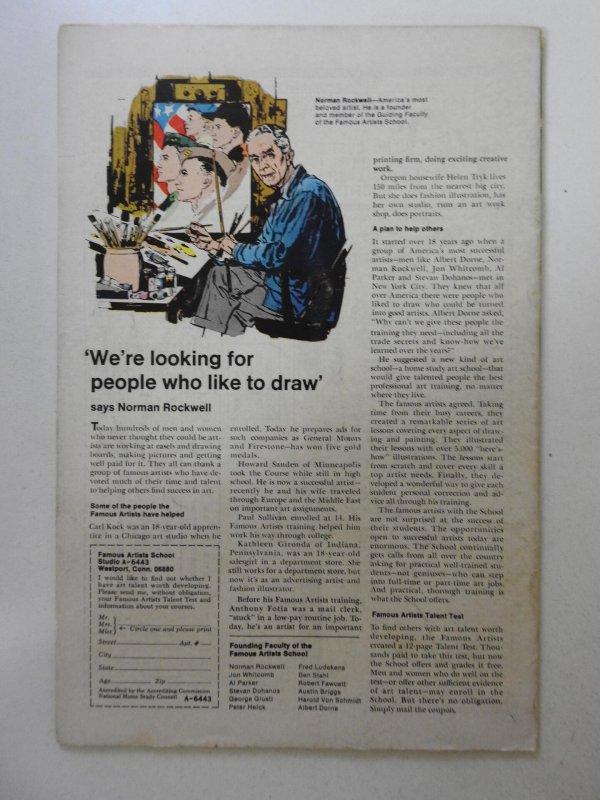 Norman Rockwell—America's most
beloved artist. He is a founder
and member of the Guiding Faculty
of the Famous Artists School.
'We're looking for
people who like to draw'
says Norman Rockwell
Today hundreds of men and women
who never thought they could be art-
ists are working at easels and drawing
boards, making pictures and getting
well paid for it. They all can thank a
group of famous artists who have de-
voted much of their time and talent
to helping others find success in art.
Some of the people the
Famous Artists have helped
Carl Kock was an 18-year-old appren-
tice in a Chicago art studio when he
enrolled. Today he prepares ads for
such companies as General Motors
and Firestone—has won five gold
medals.
Howard Sanden of Minneapolis
took the Course while still in high
school. He is now a successful artist—
recently he and his wife traveled
through Europe and the Middle East
on important art assignments.
Paul Sullivan enrolled at 14. His
Famous Artists training helped him
work his way through college.
Kathleen Gironda of Indiana,
Pennsylvania, was an 18-year-old
salesgirl in a department store. She
still works for a department store, but
now it's as an advertising artist and
fashion illustrator.
Before his Famous Artists training,
Anthony Fotia was a mail clerk,
"stuck" in a low-pay routine job. To-
day, he's an artist for an important
printing firm, doing exciting creative
work.
Oregon housewife Helen Tryk lives
150 miles from the nearest big city.
But she does fashion illustration, has
her own studio, runs an art work
shop, does portraits.
A plan to help others
It started over 18 years ago when a
group of America's most successful
artists—men like Albert Dorne, Nor-
man Rockwell, Jon Whitcomb, Al
Parker and Stevan Dohanos—met in
New York City. They knew that all
over America there were people who
liked to draw who could be turned
into good artists. Albert Dorne asked,
"Why can't we give these people the
training they need—including all the
trade secrets and know-how we've
learned over the years?"
He suggested a new kind of art
school—a home study art school—that
would give talented people the best
professional art training, no matter
where they live.
The famous artists agreed. Taking
time from their busy careers, they
created a remarkable series of art
lessons covering every aspect of draw-
ing and painting. They illustrated
their lessons with over 5,000 "here's-
how" illustrations. The lessons start
from scratch and cover every skill a
top artist needs. Finally, they de-
veloped a wonderful way to give each
student personal correction and ad-
vice all through his training.
The famous artists with the School
are not surprised at the success of
their students. The opportunities
open to successful artists today are
enormous. The School continually
gets calls from all over the country
asking for practical well-trained stu-
dents—not geniuses—who can step
into full-time or part-time art jobs.
And practical, thorough training is
what the School offers.
Famous Artists Talent Test
To find others with art talent worth
developing, the Famous Artists
created a 12-page Talent Test. Thou-
sands paid to take this test, but now
the School offers and grades it free.
Men and women who do well on the
test—or offer other sufficient evidence
of art talent—may enroll in the
School. But there's no obligation.
Simply mail the coupon.
Famous Artists School
Studio A-6443
Westport, Conn. 06880
I would like to find out whether I
have art talent worth developing.
Please send me, without obligation,
your Famous Artists Talent Test and
information about your courses.
Mr.
Mrs.
Miss
← Circle one and please print
Street Apt. #
City
State
Age Zip
Accredited by the Accrediting Commission
National Home Study Council A-6443
Founding Faculty of the
Famous Artists School
Norman Rockwell
Jon Whitcomb
Al Parker
Stevan Dohanos
George Giusti
Peter Helck
Fred Ludekens
Ben Stahl
Robert Fawcett
Austin Briggs
Harold Von Schmidt
Albert Dorne